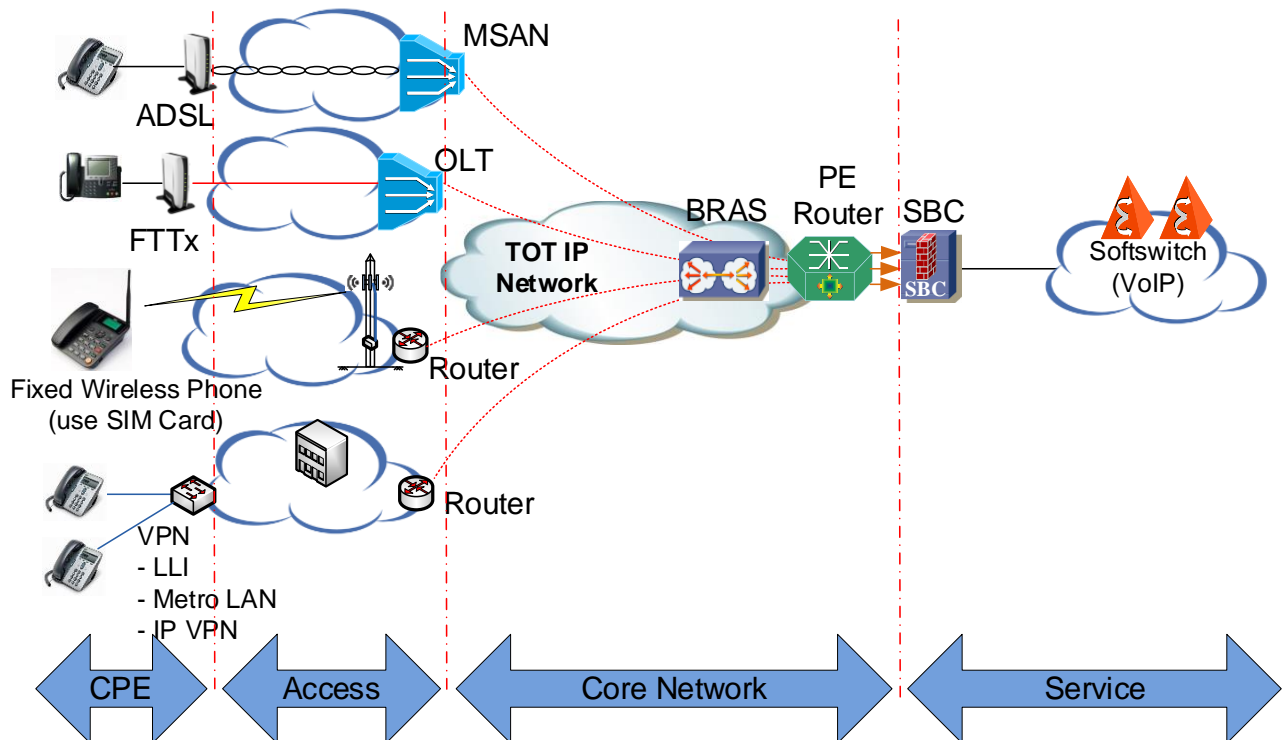 MSAN
ADSL
OLT
FTTx
BRAS
PE
Router
SBC
TOT IP
Network
SBC
Softswitch
(VoIP)
Router
Fixed Wireless Phone
(use SIM Card)
Router
VPN
- LLI
- Metro LAN
- IP VPN
CPE
Access
Core Network
Service